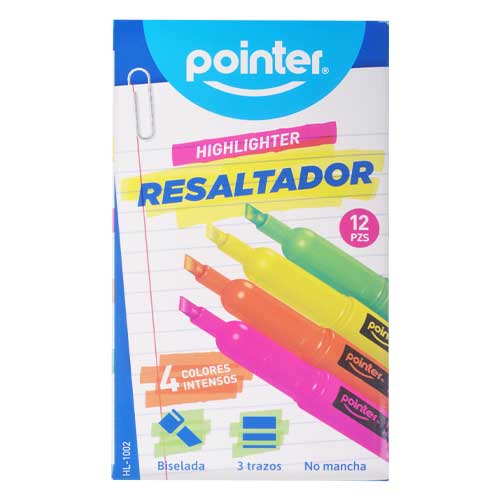 pointer®
HIGHLIGHTER
RESALTADOR
12
PZS
pointer
pointer
pointer
4 COLORES
INTENSOS
Biselada
3 trazos
No mancha
HL-1002